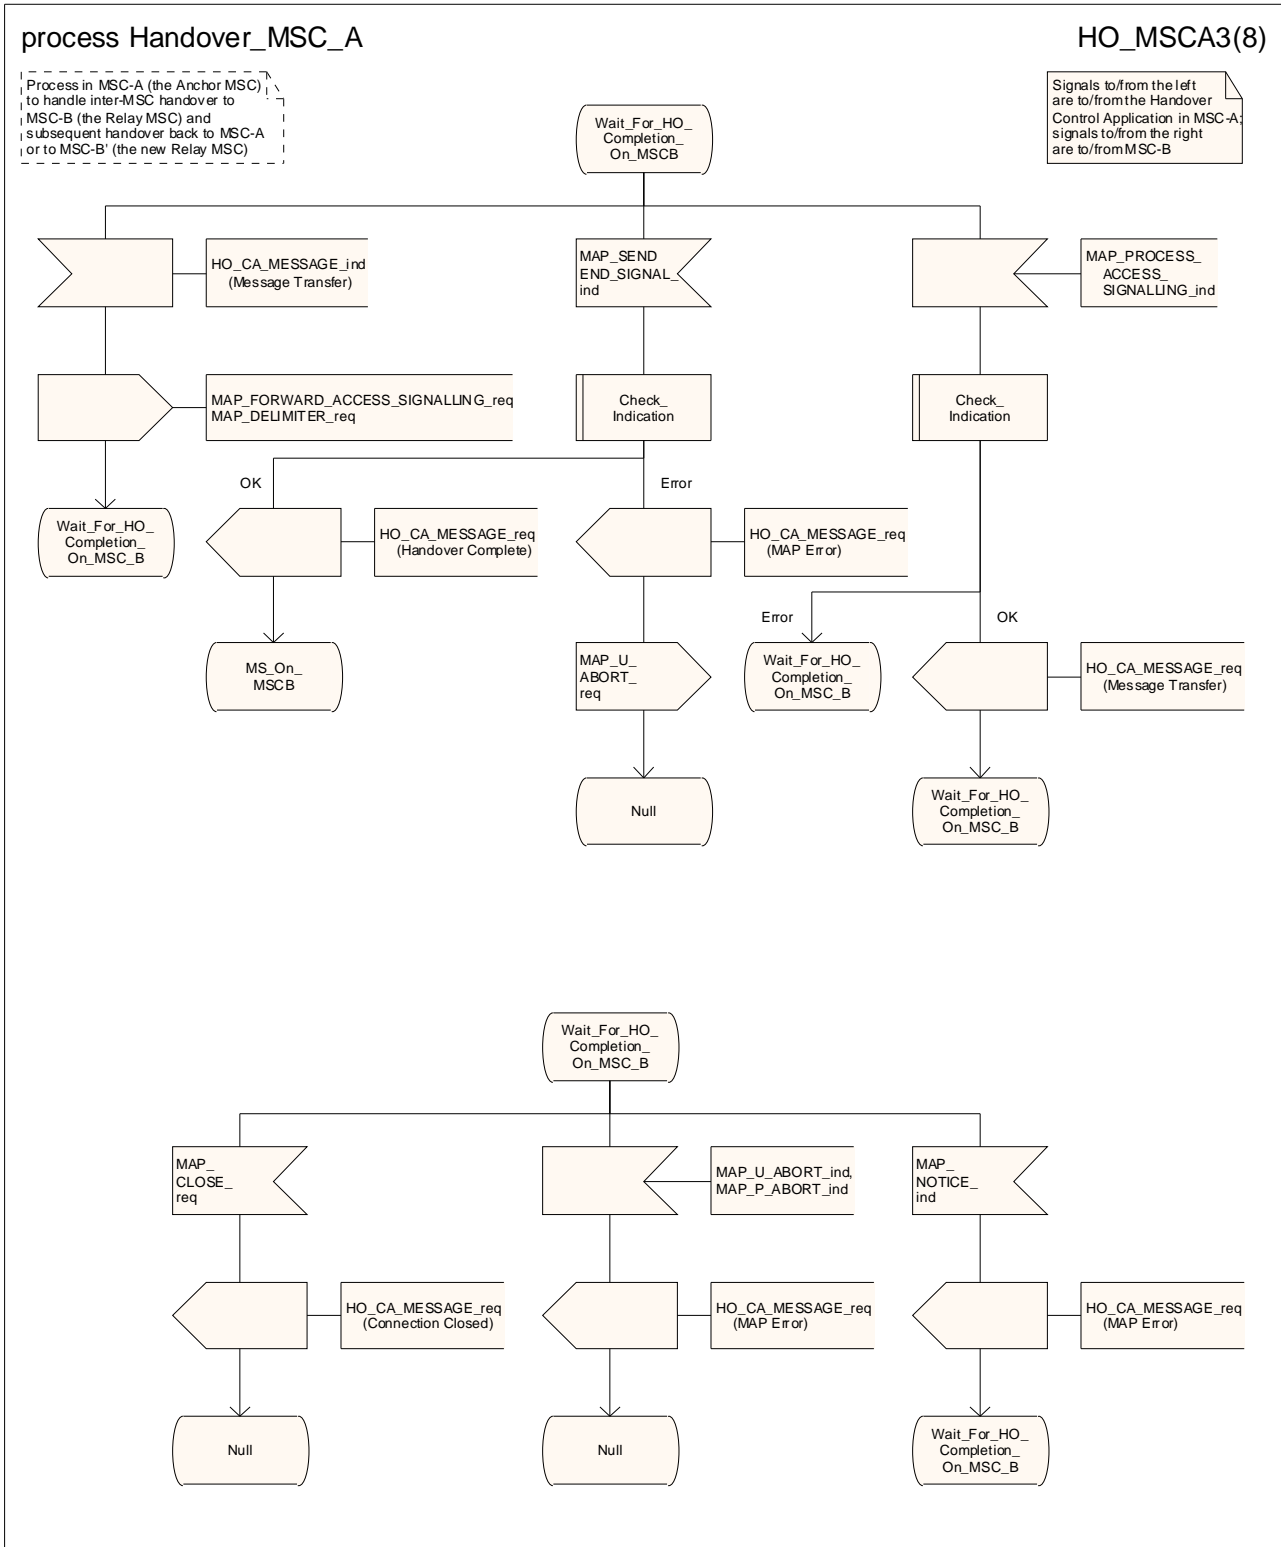 process Handover_MSC_A
HO_MSCA3(8)
Process in MSC-A (the Anchor MSC)
to handle inter-MSC handover to
MSC-B (the Relay MSC) and
subsequent handover back to MSC-A
or to MSC-B' (the new Relay MSC)
Signals to/from the left
are to/from the Handover
Control Application in MSC-A;
signals to/from the right
are to/from MSC-B
Wait_For_HO_
Completion_
On_MSCB
HO_CA_MESSAGE_ind
(Message Transfer)
MAP_SEND
END_SIGNAL_
ind
MAP_PROCESS_
ACCESS_
SIGNALLING_ind
MAP_FORWARD_ACCESS_SIGNALLING_req
MAP_DELIMITER_req
Check_
Indication
Check_
Indication
OK
Error
Wait_For_HO_
Completion_
On_MSC_B
HO_CA_MESSAGE_req
(Handover Complete)
HO_CA_MESSAGE_req
(MAP Error)
Error
OK
MS_On_
MSCB
MAP_U_
ABORT_
req
Wait_For_HO_
Completion_
On_MSC_B
HO_CA_MESSAGE_req
(Message Transfer)
Null
Wait_For_HO_
Completion_
On_MSC_B
Wait_For_HO_
Completion_
On_MSC_B
MAP_
CLOSE_
req
MAP_U_ABORT_ind,
MAP_P_ABORT_ind
MAP_
NOTICE_
ind
HO_CA_MESSAGE_req
(Connection Closed)
HO_CA_MESSAGE_req
(MAP Error)
HO_CA_MESSAGE_req
(MAP Error)
Null
Null
Wait_For_HO_
Completion_
On_MSC_B